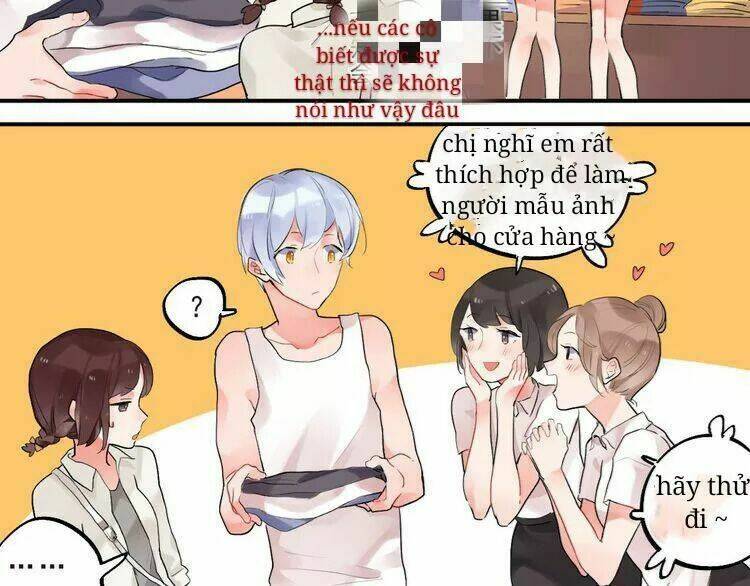 ...nếu các cô
biết được sự
thật thì sẽ không
nói như vậy đâu
chị nghĩ em rất
thích hợp để làm
người mẫu ảnh
cho cửa hàng ~
?
hãy thử
đi ~
... ...